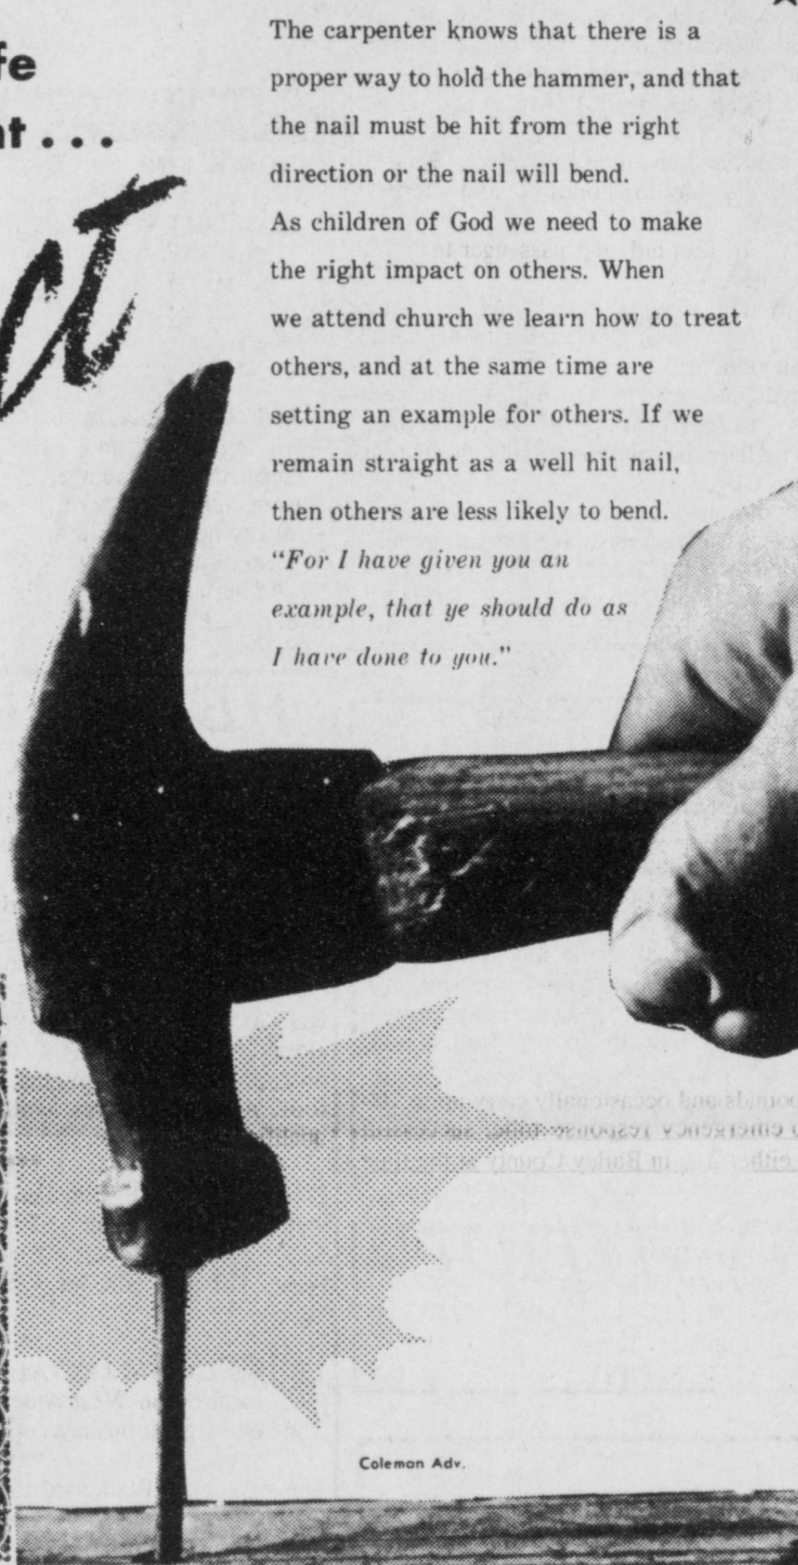 The carpenter knows that there is a
proper way to hold the hammer, and that
the nail must be hit from the right
direction or the nail will bend.
As children of God we need to make
the right impact on others. When
we attend church we learn how to treat
others, and at the same time are
setting an example for others. If we
remain straight as a well hit nail,
then others are less likely to bend.
"For I have given you an
example, that ye should do as
I have done to you."
Coleman Adv.